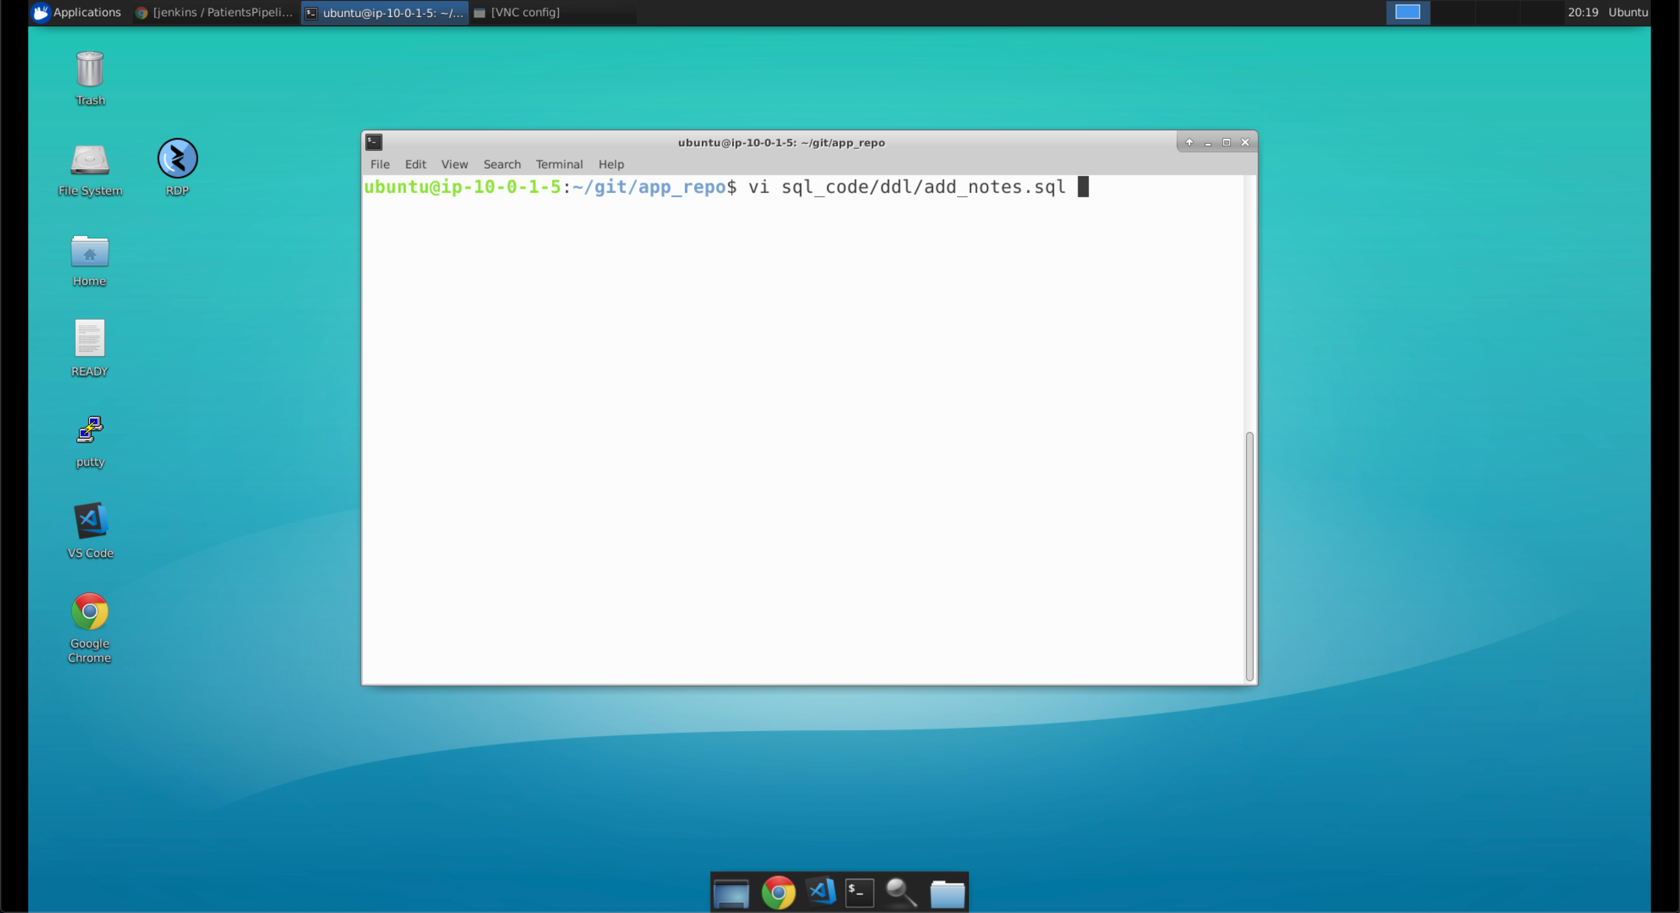 Applications [jenkins / PatientsPipeli... ubuntu@ip-10-0-1-5: ~/... [VNC config] 20:19 Ubuntu
Trash
File System
RDP
Home
READY
putty
VS Code
Google
Chrome
ubuntu@ip-10-0-1-5: ~/git/app_repo
File Edit View Search Terminal Help
ubuntu@ip-10-0-1-5:~/git/app_repo$ vi sql_code/ddl/add_notes.sql
$_